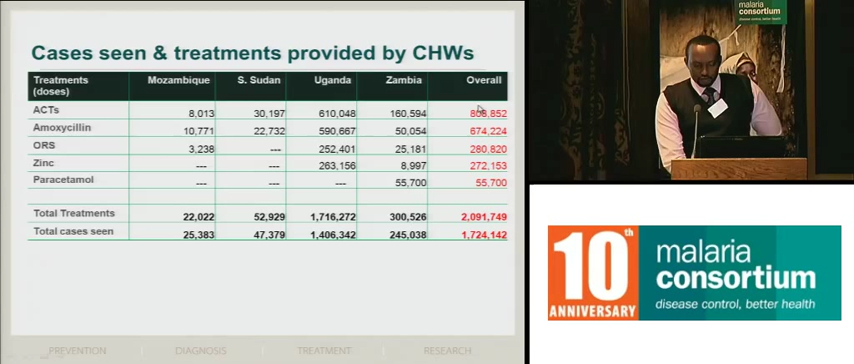 Cases seen & treatments provided by CHWs
Treatments (doses) Mozambique S. Sudan Uganda Zambia Overall
ACTs 8,013 30,197 610,048 160,594 808,852
Amoxycillin 10,771 22,732 590,667 50,054 674,224
ORS 3,238 --- 252,401 25,181 280,820
Zinc --- --- 263,156 8,997 272,153
Paracetamol --- --- --- 55,700 55,700
Total Treatments 22,022 52,929 1,716,272 300,526 2,091,749
Total cases seen 25,383 47,379 1,406,342 245,038 1,724,142
PREVENTION DIAGNOSIS TREATMENT RESEARCH
malaria
consortium
disease control, better health
10th
ANNIVERSARY
malaria
consortium
disease control, better health